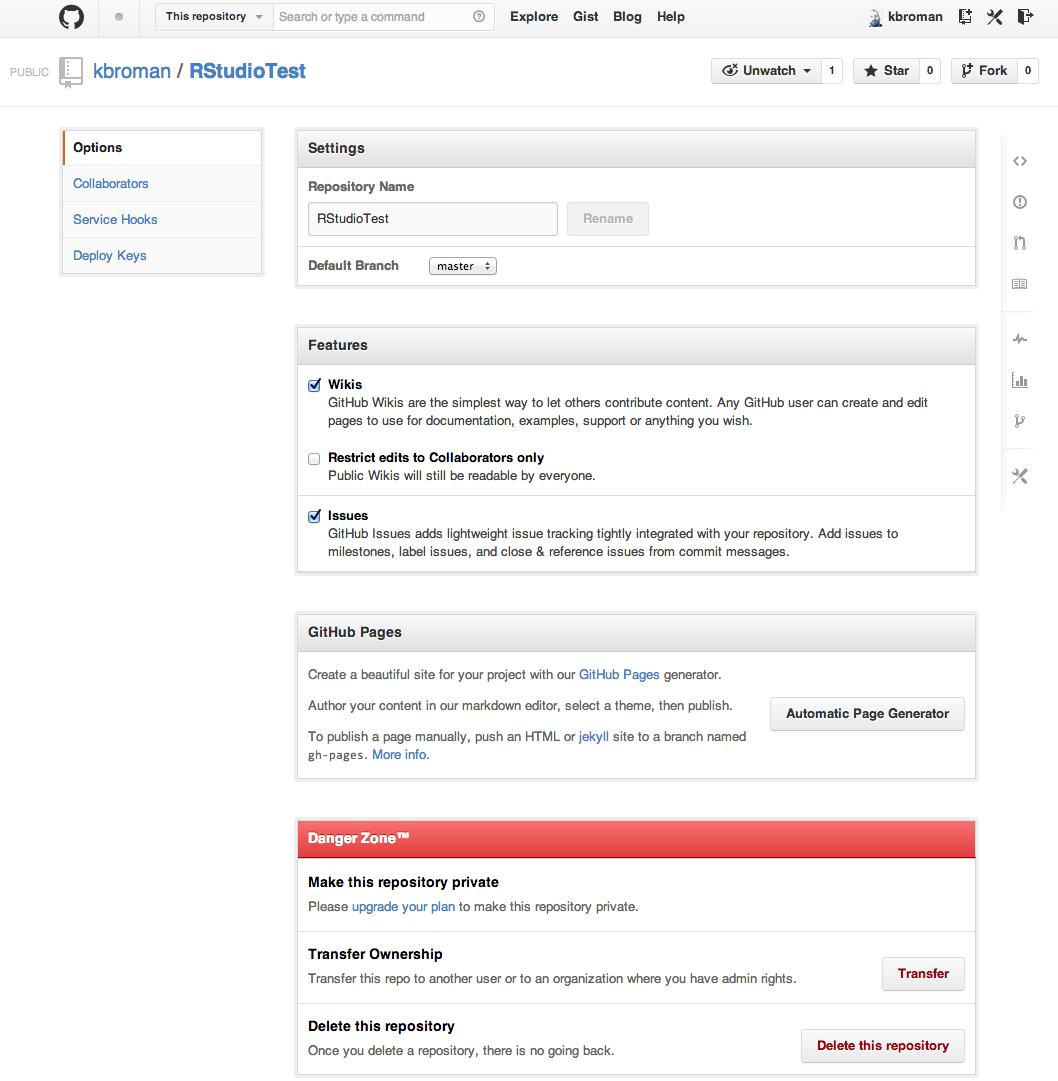 This repository
Search or type a command
Explore Gist Blog Help
kbroman
PUBLIC kbroman / RStudioTest
Unwatch 1 Star 0 Fork 0
Options
Collaborators
Service Hooks
Deploy Keys
Settings
Repository Name
RStudioTest
Rename
Default Branch
master
Features
Wikis
GitHub Wikis are the simplest way to let others contribute content. Any GitHub user can create and edit
pages to use for documentation, examples, support or anything you wish.
Restrict edits to Collaborators only
Public Wikis will still be readable by everyone.
Issues
GitHub Issues adds lightweight issue tracking tightly integrated with your repository. Add issues to
milestones, label issues, and close & reference issues from commit messages.
GitHub Pages
Create a beautiful site for your project with our GitHub Pages generator.
Author your content in our markdown editor, select a theme, then publish.
To publish a page manually, push an HTML or jekyll site to a branch named
gh-pages. More info.
Automatic Page Generator
Danger Zone™
Make this repository private
Please upgrade your plan to make this repository private.
Transfer Ownership
Transfer this repo to another user or to an organization where you have admin rights.
Transfer
Delete this repository
Once you delete a repository, there is no going back.
Delete this repository